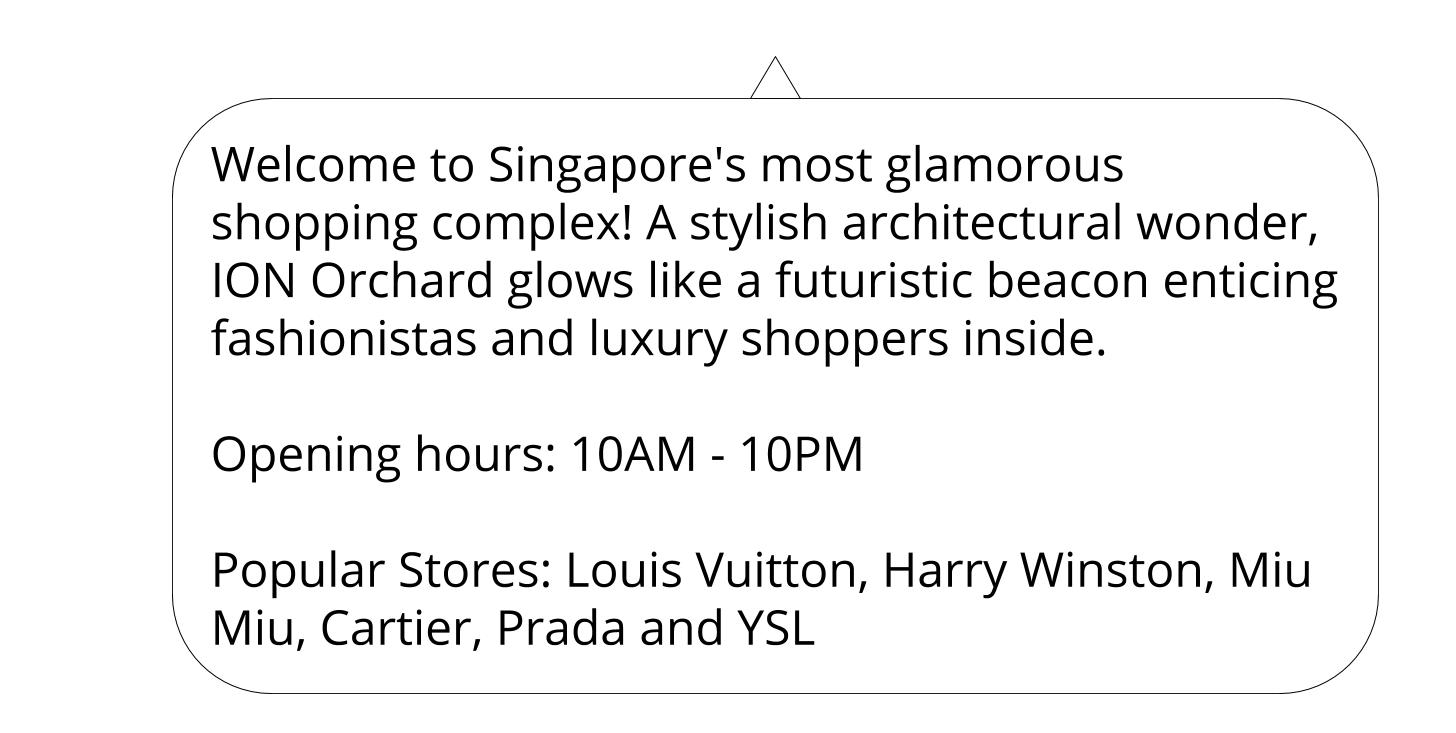 Welcome to Singapore's most glamorous
shopping complex! A stylish architectural wonder,
ION Orchard glows like a futuristic beacon enticing
fashionistas and luxury shoppers inside.
Opening hours: 10AM - 10PM
Popular Stores: Louis Vuitton, Harry Winston, Miu
Miu, Cartier, Prada and YSL